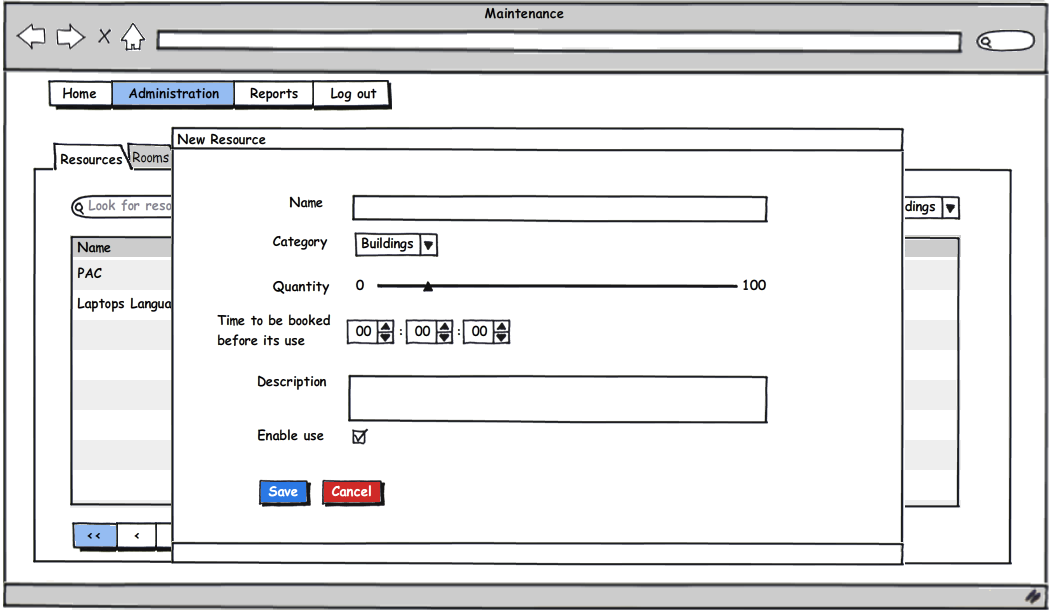 Maintenance
X
Home Administration Reports Log out
New Resource
Resources Rooms
Name
Look for reso
dings
Category Buildings
Name
PAC
Quantity 0 100
Laptops Langua
Time to be booked
before its use
00 : 00 : 00
Description
Enable use
Save Cancel
<< <